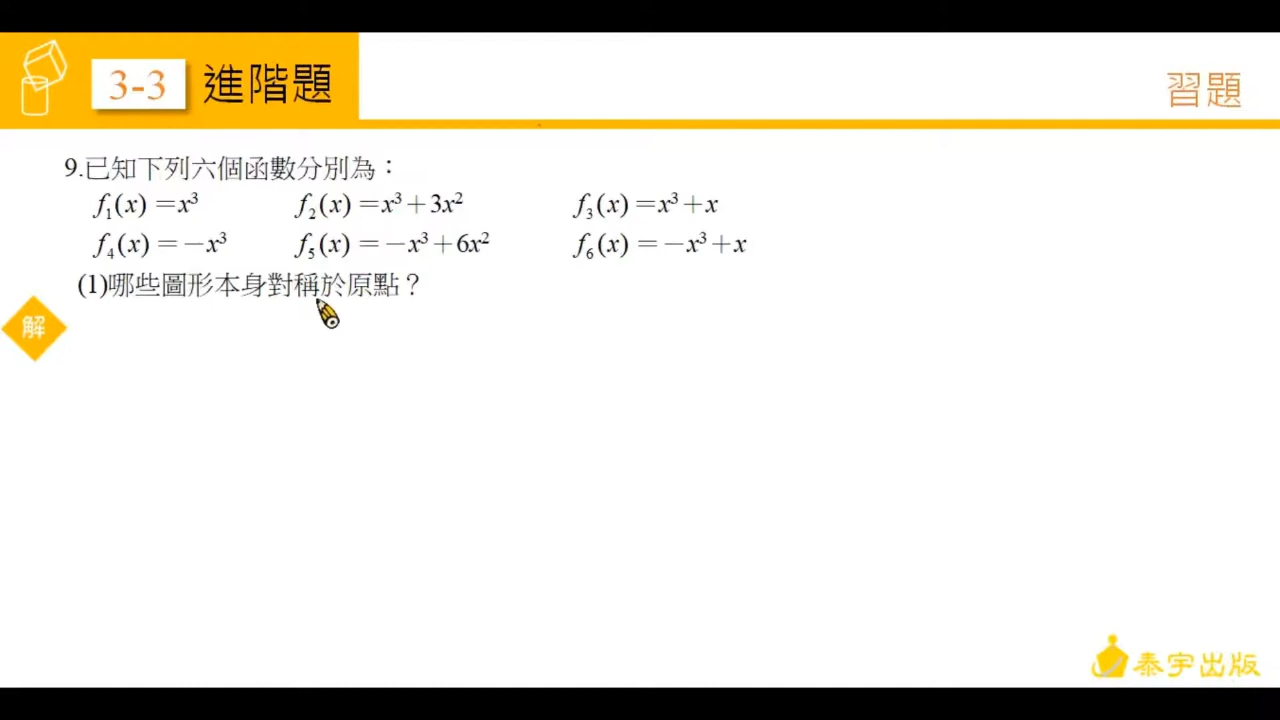 3-3 進階題
習題
9.已知下列六個函數分別為：
f₁(x)＝x³ f₂(x)＝x³＋3x² f₃(x)＝x³＋x
f₄(x)＝－x³ f₅(x)＝－x³＋6x² f₆(x)＝－x³＋x
(1)哪些圖形本身對稱於原點？
解
泰宇出版